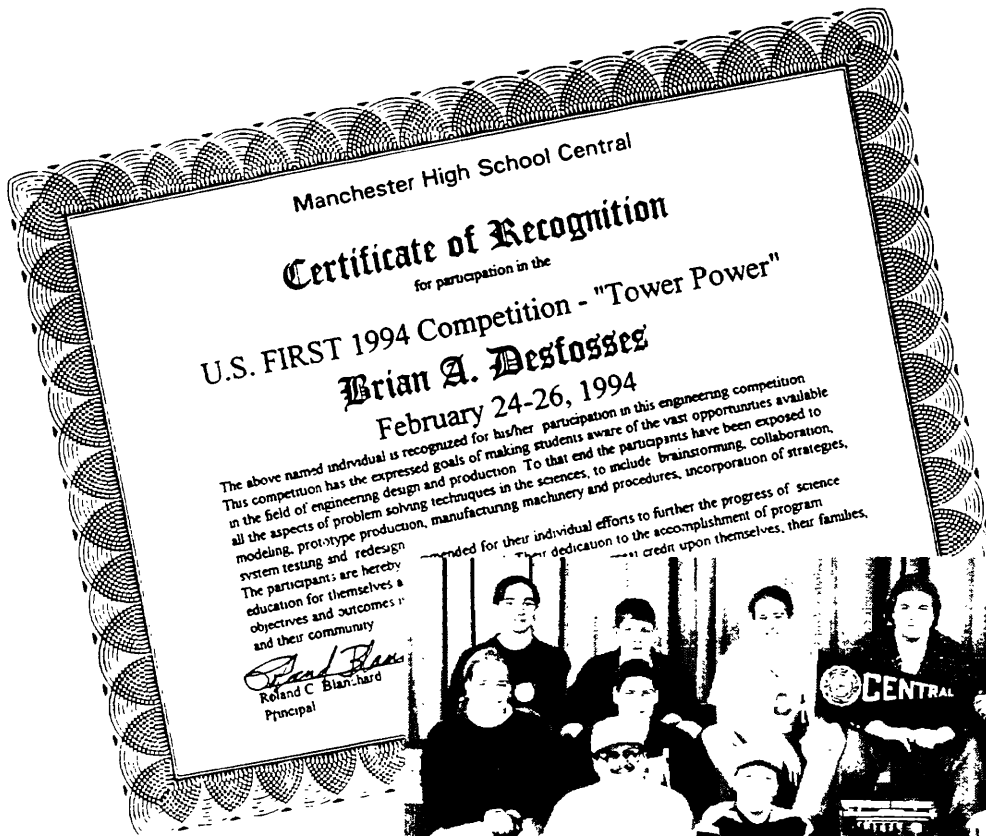 Manchester High School Central
Certificate of Recognition
for participation in the
U.S. FIRST 1994 Competition - "Tower Power"
Brian A. Desfosses
February 24-26, 1994
The above named individual is recognized for his/her participation in this engineering competition
This competition has the expressed goals of making students aware of the vast opportunities available
in the field of engineering design and production To that end the participants have been exposed to
all the aspects of problem solving techniques in the sciences, to include brainstorming, collaboration,
modeling, prototype production, manufacturing machinery and procedures, incorporation of strategies,
system testing and redesign
The participants are hereby mended for their individual efforts to further the progress of science
education for themselves a Their dedication to the accomplishment of program
objectives and outcomes credit upon themselves, their families,
and their community
Roland Blan
Roland C Blanchard
Principal
CENTRAL